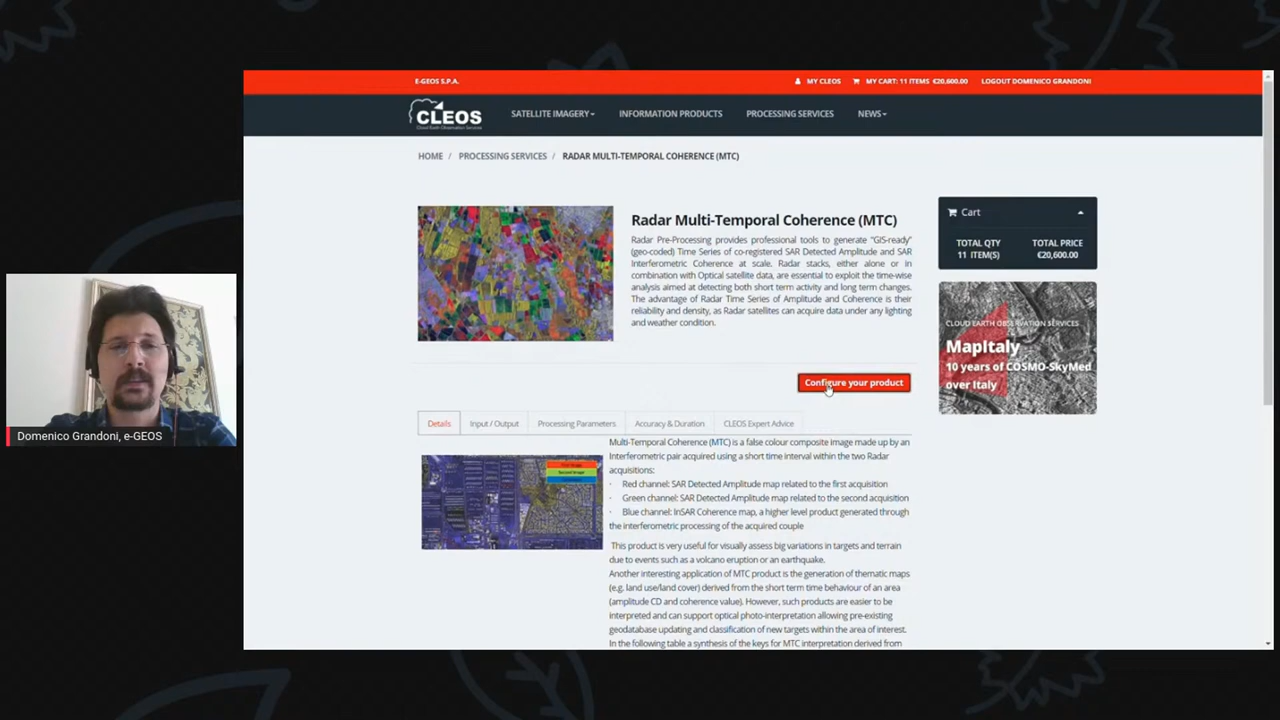 E-GEOS S.P.A.
MY CLEOS
MY CART: 11 ITEMS €20,600.00
LOGOUT DOMENICO GRANDONI
CLEOS
Cloud Earth Observation Services
SATELLITE IMAGERY
INFORMATION PRODUCTS
PROCESSING SERVICES
NEWS
HOME / PROCESSING SERVICES / RADAR MULTI-TEMPORAL COHERENCE (MTC)
Radar Multi-Temporal Coherence (MTC)
Radar Pre-Processing provides professional tools to generate "GIS-ready"
(geo-coded) Time Series of co-registered SAR Detected Amplitude and SAR
Interferometric Coherence at scale. Radar stacks, either alone or in
combination with Optical satellite data, are essential to exploit the time-wise
analysis aimed at detecting both short term activity and long term changes.
The advantage of Radar Time Series of Amplitude and Coherence is their
reliability and density, as Radar satellites can acquire data under any lighting
and weather condition.
Configure your product
Cart
TOTAL QTY
11 ITEM(S)
TOTAL PRICE
€20,600.00
CLOUD EARTH OBSERVATION SERVICES
MapItaly
10 years of COSMO-SkyMed
over Italy
Details
Input / Output
Processing Parameters
Accuracy & Duration
CLEOS Expert Advice
Multi-Temporal Coherence (MTC) is a false colour composite image made up by an
Interferometric pair acquired using a short time interval within the two Radar
acquisitions:
· Red channel: SAR Detected Amplitude map related to the first acquisition
· Green channel: SAR Detected Amplitude map related to the second acquisition
· Blue channel: InSAR Coherence map, a higher level product generated through
the interferometric processing of the acquired couple
This product is very useful for visually assess big variations in targets and terrain
due to events such as a volcano eruption or an earthquake.
Another interesting application of MTC product is the generation of thematic maps
(e.g. land use/land cover) derived from the short term time behaviour of an area
(amplitude CD and coherence value). However, such products are easier to be
interpreted and can support optical photo-interpretation allowing pre-existing
geodatabase updating and classification of new targets within the area of interest.
In the following table a synthesis of the keys for MTC interpretation derived from
Domenico Grandoni, e-GEOS